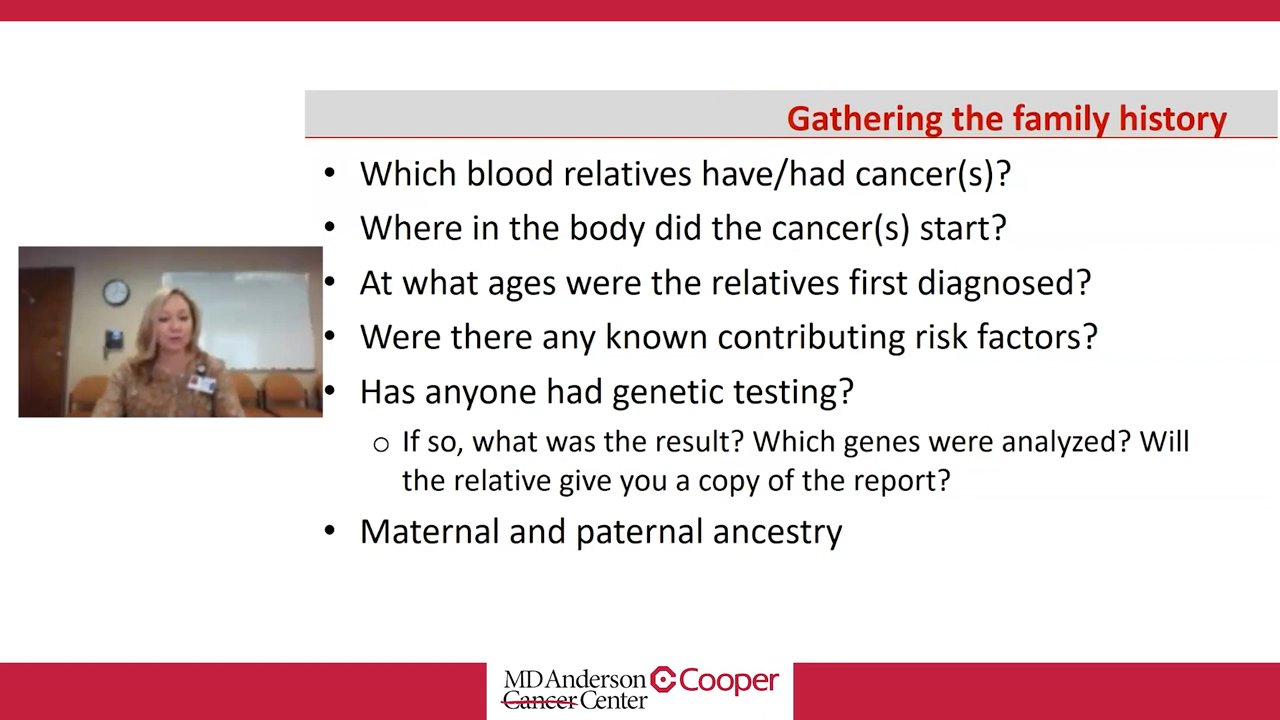 Gathering the family history
• Which blood relatives have/had cancer(s)?
• Where in the body did the cancer(s) start?
• At what ages were the relatives first diagnosed?
• Were there any known contributing risk factors?
• Has anyone had genetic testing?
o If so, what was the result? Which genes were analyzed? Will
the relative give you a copy of the report?
• Maternal and paternal ancestry
MD Anderson Cooper
Cancer Center